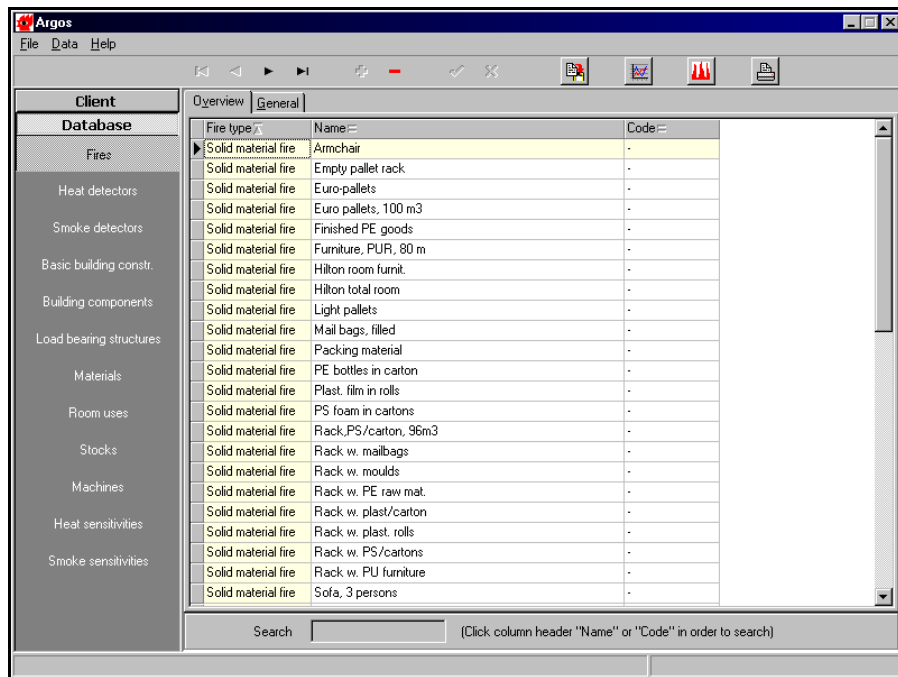 Argos
File Data Help
Client
Database
Fires
Heat detectors
Smoke detectors
Basic building constr.
Building components
Load bearing structures
Materials
Room uses
Stocks
Machines
Heat sensitivities
Smoke sensitivities
Overview General
Fire type Name Code
Solid material fire Armchair -
Solid material fire Empty pallet rack -
Solid material fire Euro-pallets -
Solid material fire Euro pallets, 100 m3 -
Solid material fire Finished PE goods -
Solid material fire Furniture, PUR, 80 m -
Solid material fire Hilton room furnit. -
Solid material fire Hilton total room -
Solid material fire Light pallets -
Solid material fire Mail bags, filled -
Solid material fire Packing material -
Solid material fire PE bottles in carton -
Solid material fire Plast. film in rolls -
Solid material fire PS foam in cartons -
Solid material fire Rack,PS/carton, 96m3 -
Solid material fire Rack w. mailbags -
Solid material fire Rack w. moulds -
Solid material fire Rack w. PE raw mat. -
Solid material fire Rack w. plast/carton -
Solid material fire Rack w. plast. rolls -
Solid material fire Rack w. PS/cartons -
Solid material fire Rack w. PU furniture -
Solid material fire Sofa, 3 persons -
Search (Click column header "Name" or "Code" in order to search)